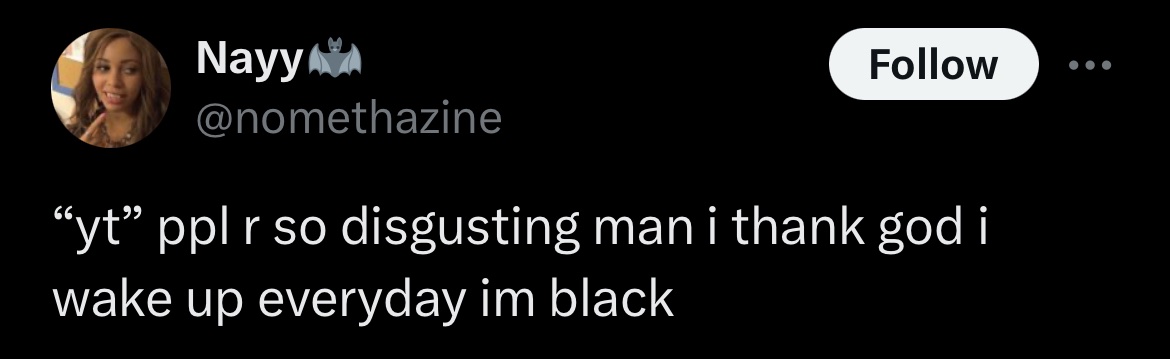 Nayy🦇
@nomethazine
Follow
“yt” ppl r so disgusting man i thank god i
wake up everyday im black